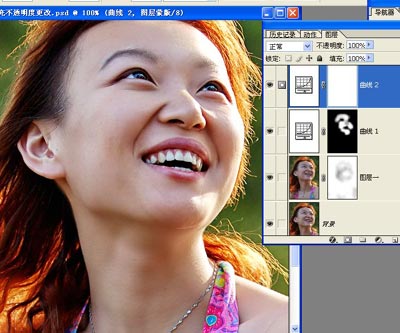 充不透明度更改.psd @ 100% (曲线 2, 图层蒙版/8)
导航器
历史记录 动作 图层
正常 不透明度: 100%
锁定: 填充: 100%
曲线 2
曲线 1
图层一
背景